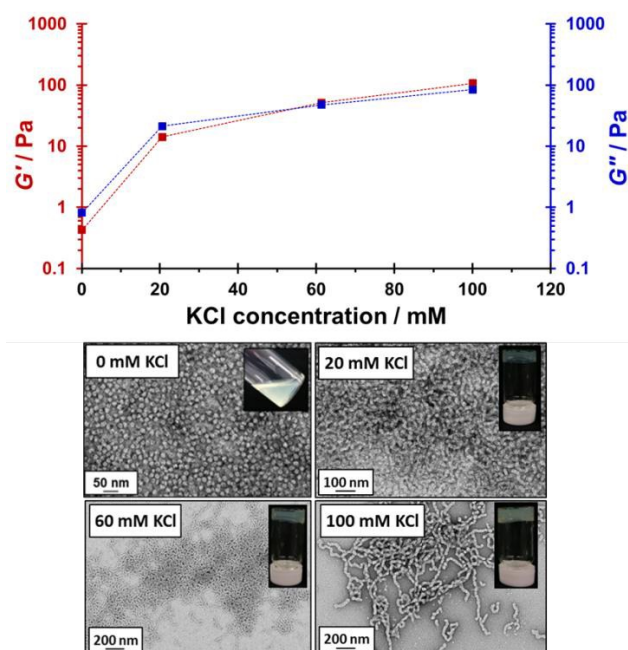 1000
100
10
1
0.1
G′ / Pa
1000
100
10
1
0.1
G″ / Pa
0 20 40 60 80 100 120
KCl concentration / mM
0 mM KCl
50 nm
20 mM KCl
100 nm
60 mM KCl
200 nm
100 mM KCl
200 nm